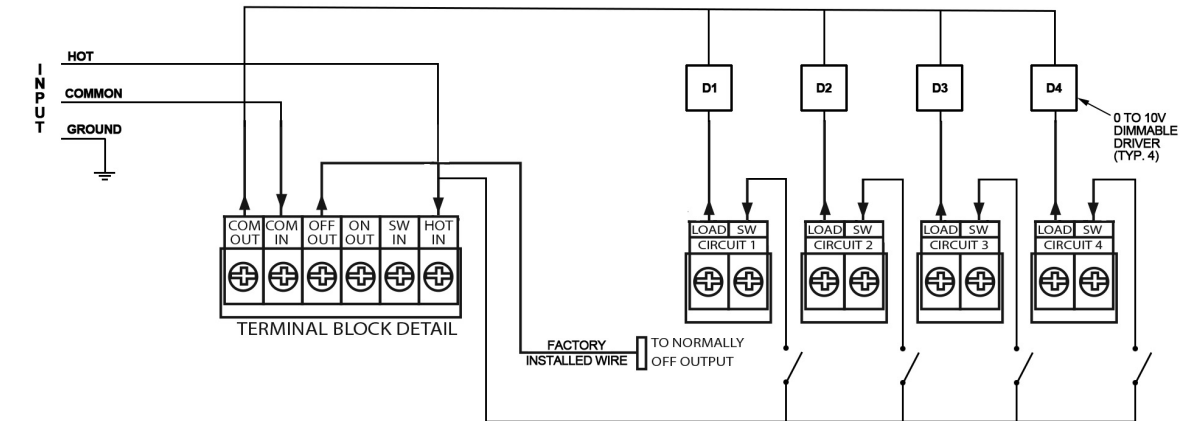 INPUT
HOT
COMMON
GROUND
D1
D2
D3
D4
0 TO 10V
DIMMABLE
DRIVER
(TYP. 4)
COM OUT
COM IN
OFF OUT
ON OUT
SW IN
HOT IN
TERMINAL BLOCK DETAIL
LOAD SW
CIRCUIT 1
LOAD SW
CIRCUIT 2
LOAD SW
CIRCUIT 3
LOAD SW
CIRCUIT 4
FACTORY
INSTALLED WIRE
TO NORMALLY
OFF OUTPUT